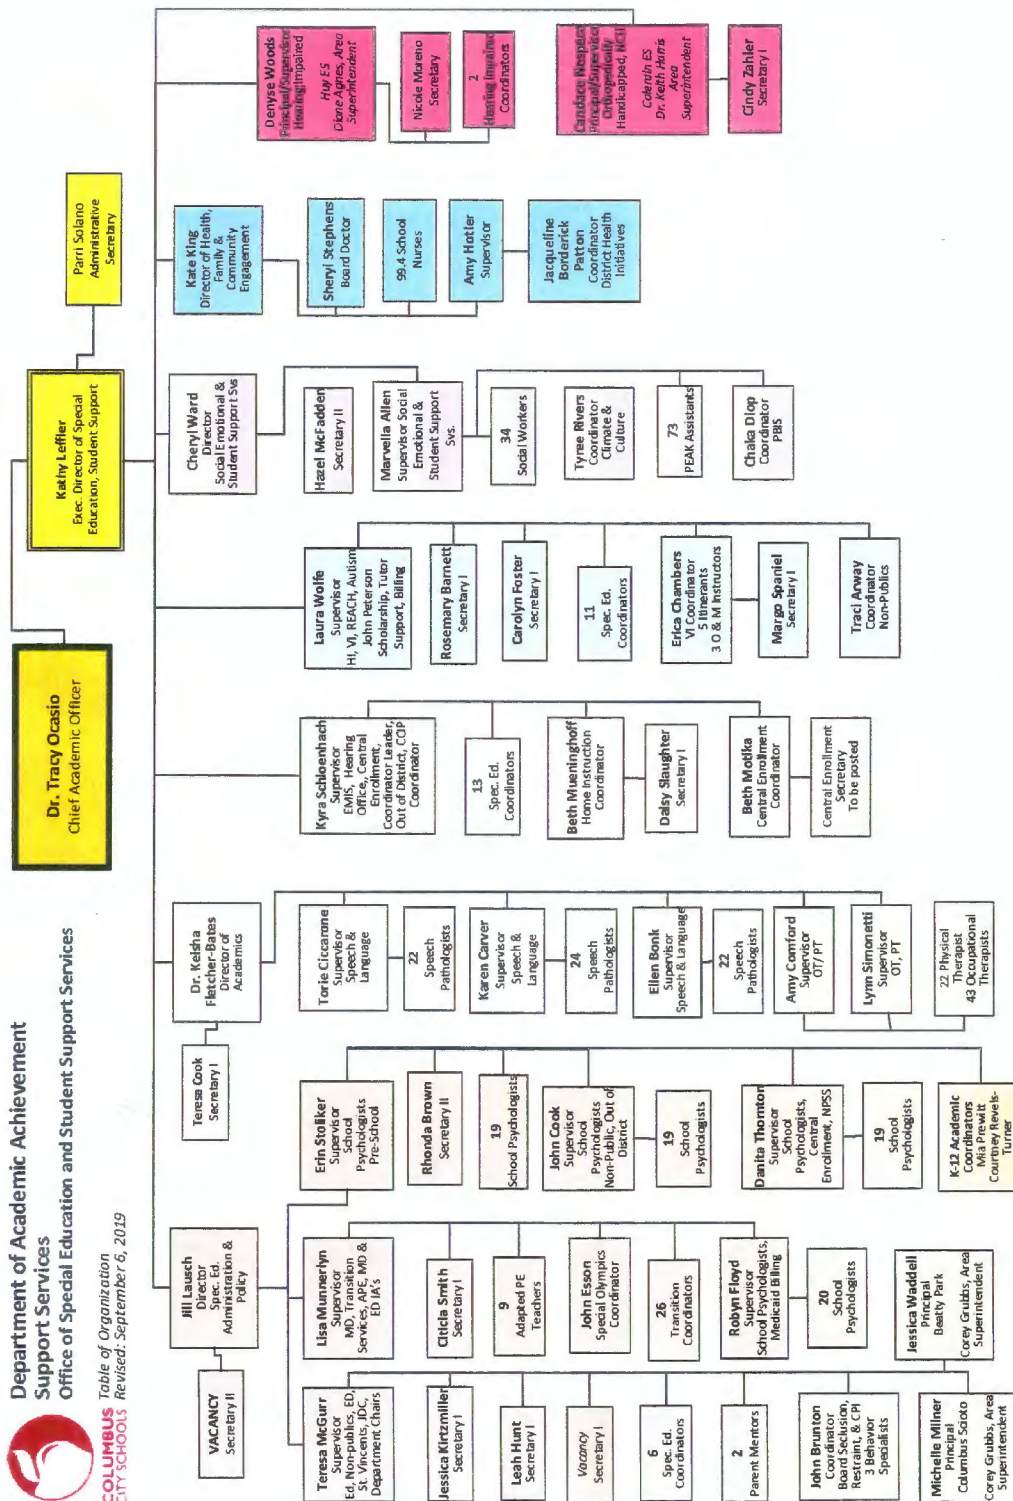 Department of Academic Achievement
Support Services
Office of Special Education and Student Support Services
COLUMBUS
CITY SCHOOLS
Table of Organization
Revised: September 6, 2019
Dr. Tracy Ocasio
Chief Academic Officer
Kathy Leffler
Exec. Director of Special
Education, Student Support
Parri Solano
Administrative
Secretary
VACANCY
Secretary II
Jill Lausch
Director
Spec. Ed.
Administration &
Policy
Teresa McGurr
Supervisor
Ed, Non-publics, ED,
St. Vincents, JDC,
Department Chairs
Jessica Kirtzmiller
Secretary I
Leah Hunt
Secretary I
Vacancy
Secretary I
6
Spec. Ed.
Coordinators
2
Parent Mentors
John Brunton
Coordinator
Board Seclusion,
Restraint, & CPI
3 Behavior
Specialists
Michelle Milner
Principal
Columbus Scioto
Corey Grubbs, Area
Superintendent
Lisa Munnerlyn
Supervisor
MD, Transition
Services, APE, MD &
ED IA's
Citicia Smith
Secretary I
9
Adapted PE
Teachers
John Esson
Special Olympics
Coordinator
26
Transition
Coordinators
Robyn Floyd
Supervisor
School Psychologists,
Medicaid Billing
20
School
Psychologists
Jessica Waddell
Principal
Beatty Park
Corey Grubbs, Area
Superintendent
Erin Stoliker
Supervisor
School
Psychologists
Pre-School
Rhonda Brown
Secretary II
19
School Psychologists
John Cook
Supervisor
School
Psychologists
Non-Public, Out of
District
19
School
Psychologists
Danita Thornton
Supervisor
School
Psychologists,
Central
Enrollment, NPSS
19
School
Psychologists
K-12 Academic
Coordinators
Mia Prewitt
Courtney Revels-
Turner
Teresa Cook
Secretary I
Dr. Keisha
Fletcher-Bates
Director of
Academics
Torie Cicicarone
Supervisor
Speech &
Language
22
Speech
Pathologists
Karen Carver
Supervisor
Speech &
Language
24
Speech
Pathologists
Ellen Bonk
Supervisor
Speech & Language
22
Speech
Pathologists
Amy Comford
Supervisor
OT/ PT
Lynn Simonetti
Supervisor
OT, PT
22 Physical
Therapist
43 Occupational
Therapists
Kyra Schloenbach
Supervisor
EMIS, Hearing
Office,, Central
Enrollment,
Coordinator Leader,
Out of District, COP
Coordinator
13
Spec. Ed.
Coordinators
Beth Mueninghoff
Home Instruction
Coordinator
Daisy Slaughter
Secretary I
Beth Motika
Central Enrollment
Coordinator
Central Enrollment
Secretary
To be posted
Laura Wolfe
Supervisor
HI, VI, REACH, Autism
John Peterson
Scholarship, Tutor
Support, Billing
Rosemary Barnett
Secretary I
Carolyn Foster
Secretary I
11
Spec. Ed.
Coordinators
Erica Chambers
VI Coordinator
5 Itinerants
3 O & M Instructors
Margo Spaniel
Secretary I
Traci Arway
Coordinator
Non-Publics
Cheryl Ward
Director
Social Emotional &
Student Support Svs
Hazel McFadden
Secretary II
Marvella Allen
Supervisor Social
Emotional &
Student Support
Svs.
34
Social Workers
Tyree Rivers
Coordinator
Climate &
Culture
73
PEAK Assistants
Chaka Diop
Coordinator
PBIS
Kate King
Director of Health,
Family &
Community
Engagement
Sheryl Stephens
Board Doctor
99.4 School
Nurses
Amy Hotler
Supervisor
Jacqueline
Borderick
Patton
Coordinator
District Health
Initiatives
Denyse Woods
Principal/Supervisor
Hearing Impaired
Huy ES
Diane Agnes, Area
Superintendent
Nicole Moreno
Secretary
2
Hearing Impaired
Coordinators
Candace Nespeca
Principal/Supervisor
Orthopedically
Handicapped, NCH
Colerain ES
Dr. Keith Harris
Area
Superintendent
Cindy Zahler
Secretary I